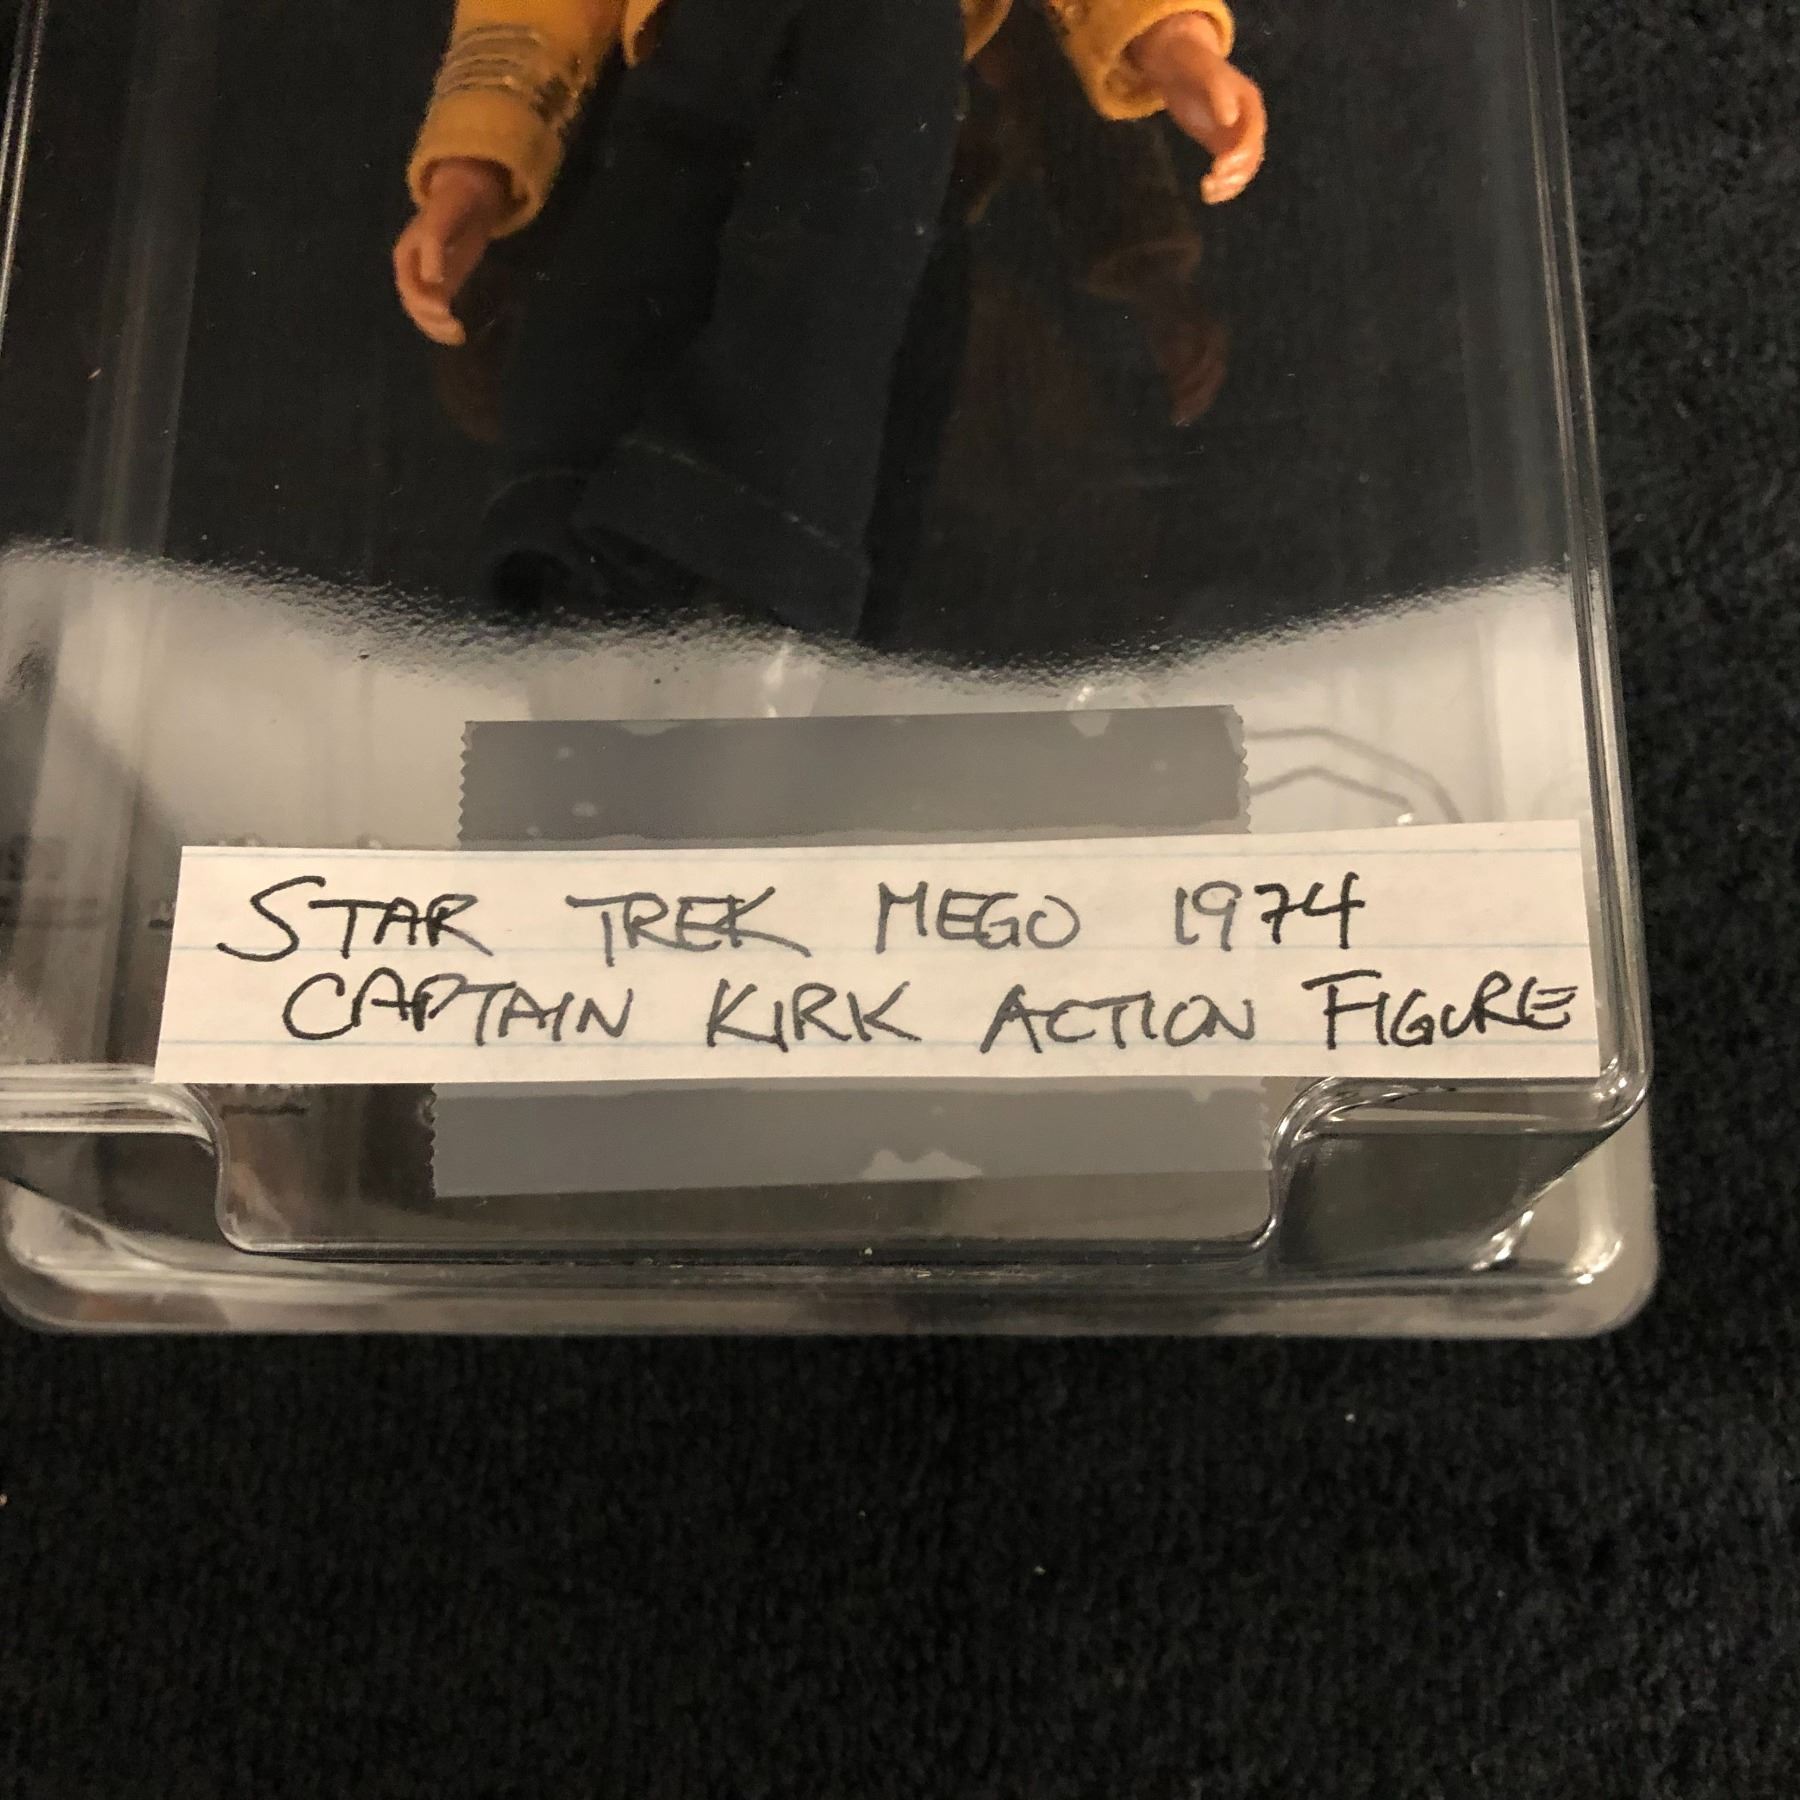 STAR TREK MEGO 1974
CAPTAIN KIRK ACTION FIGURE